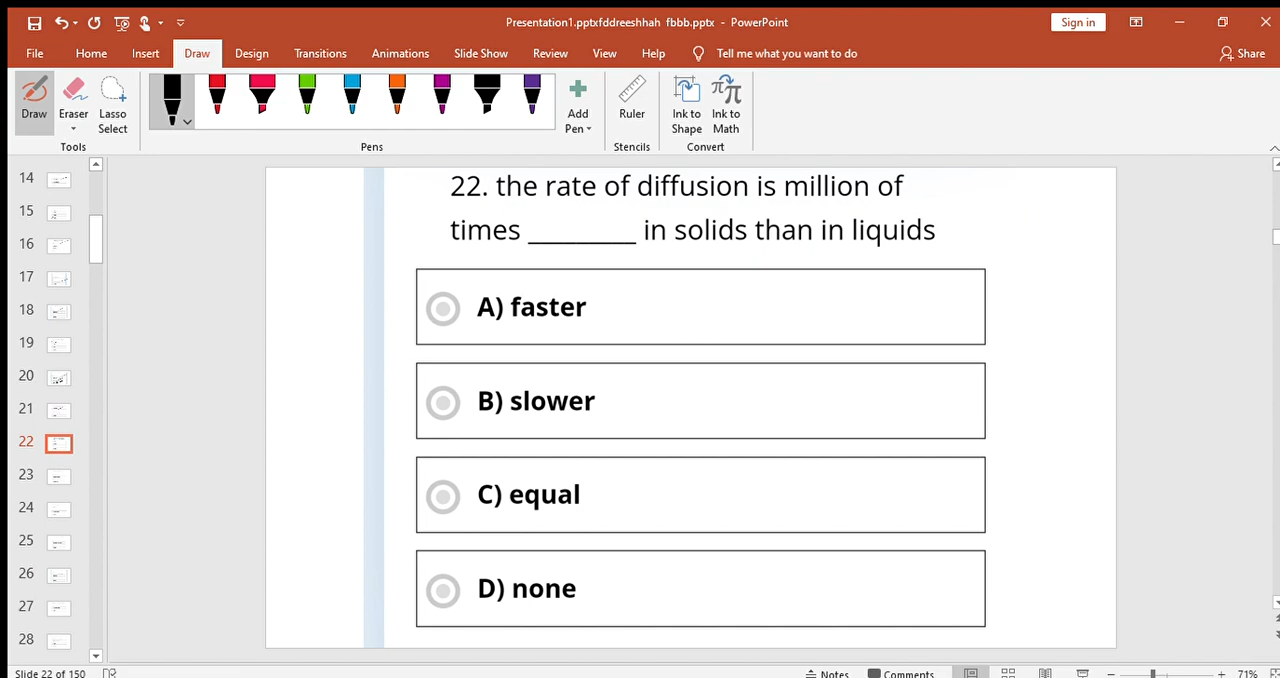 Presentation1.pptxfddreeshhah fbbb.pptx - PowerPoint
Sign in
File Home Insert Draw Design Transitions Animations Slide Show Review View Help Tell me what you want to do Share
Draw Eraser Lasso Select Add Pen Ruler Ink to Shape Ink to Math
Tools Pens Stencils Convert
14
15
16
17
18
19
20
21
22
23
24
25
26
27
28
22. the rate of diffusion is million of
times ________ in solids than in liquids
A) faster
B) slower
C) equal
D) none
Slide 22 of 150 Notes Comments 71%